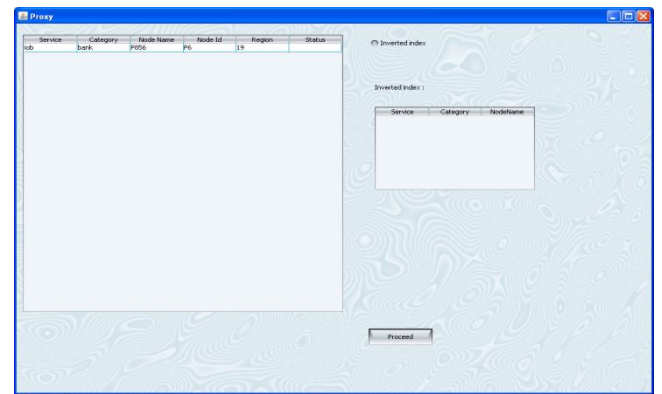 Proxy
Service Category Node Name Node Id Region Status
iob bank P856 P6 19
Inverted index
Inverted index :
Service Category NodeName
Proceed